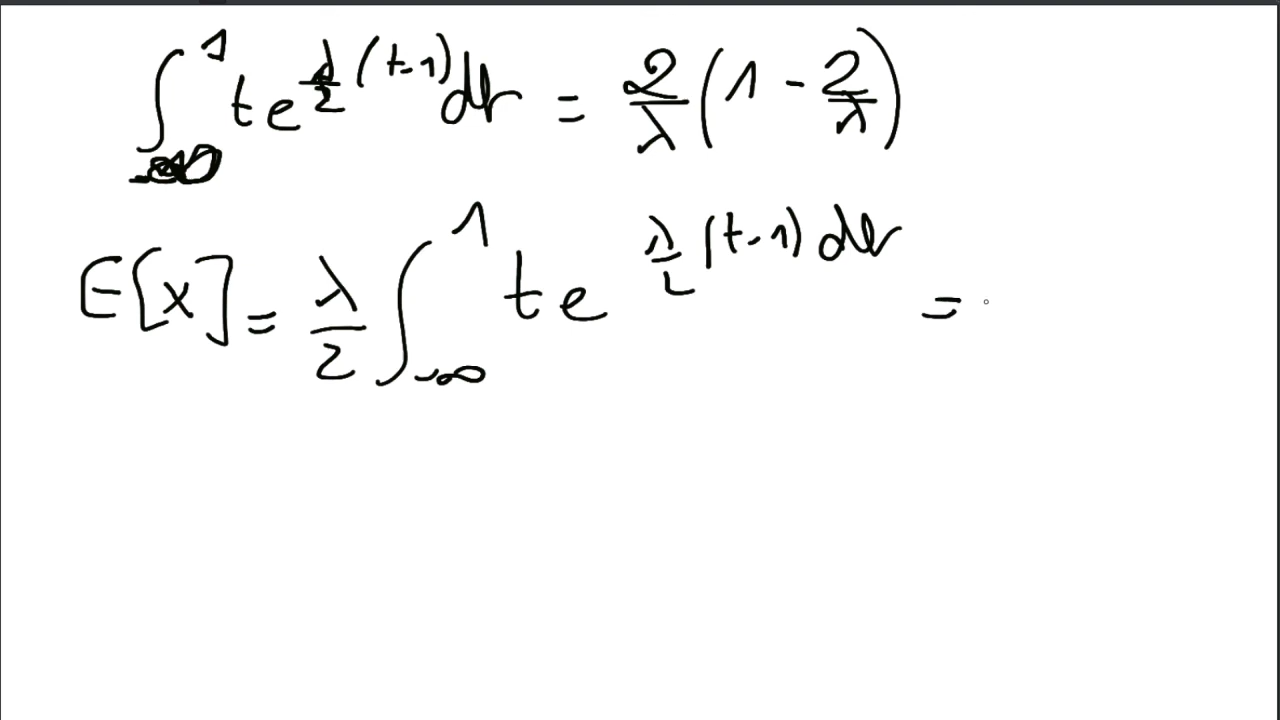 ∫_{-∞}^{1} t e^{λ/2 (t-1)} dt = 2/λ (1 - 2/λ)
E[X] = λ/2 ∫_{-∞}^{1} t e^{λ/2 (t-1)} dt =